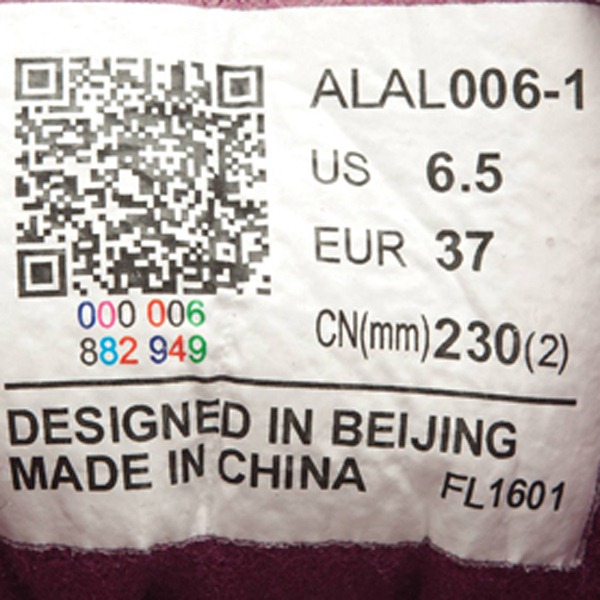 ALAL006-1
US 6.5
EUR 37
CN(mm)230(2)
000 006
882 949
DESIGNED IN BEIJING
MADE IN CHINA
FL1601